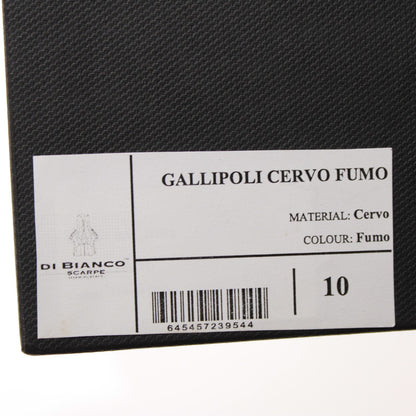 GALLIPOLI CERVO FUMO
MATERIAL: Cervo
COLOUR: Fumo
DI BIANCO
SCARPE
10
645457239544